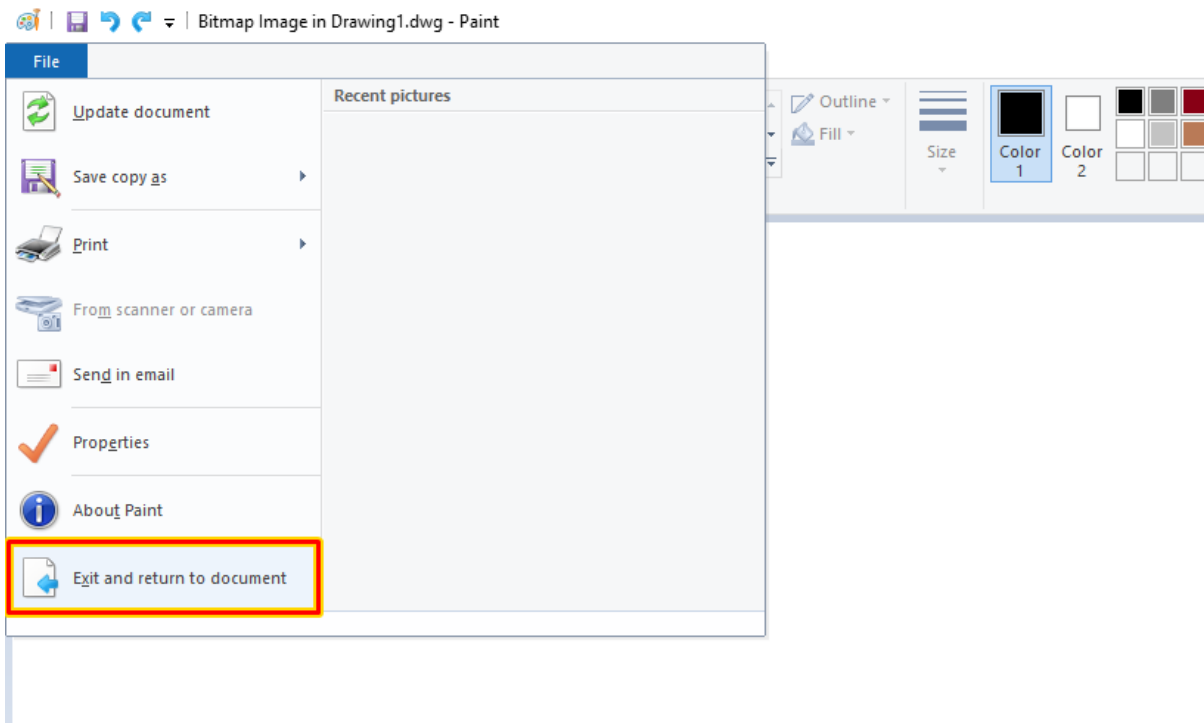 Bitmap Image in Drawing1.dwg - Paint
File
Recent pictures
Update document
Save copy as
Print
From scanner or camera
Send in email
Properties
About Paint
Exit and return to document
Outline
Fill
Size
Color
1
Color
2